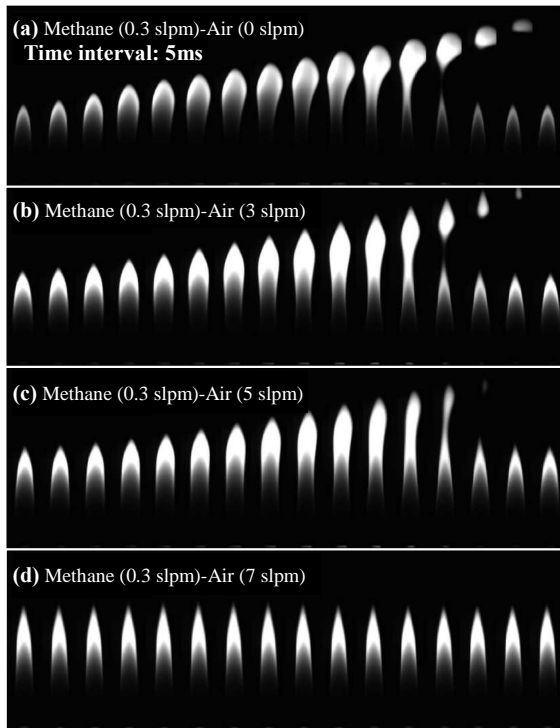 (a) Methane (0.3 slpm)-Air (0 slpm)
Time interval: 5ms
(b) Methane (0.3 slpm)-Air (3 slpm)
(c) Methane (0.3 slpm)-Air (5 slpm)
(d) Methane (0.3 slpm)-Air (7 slpm)